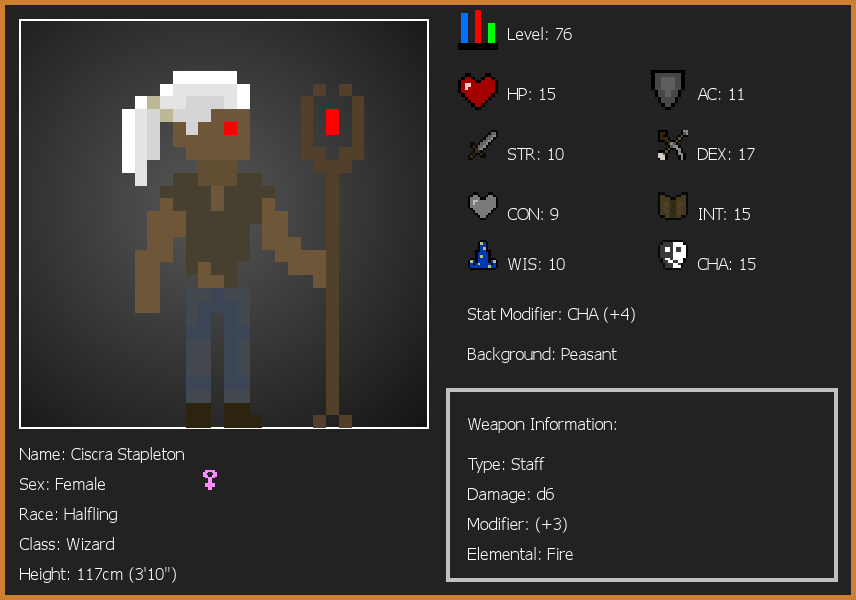 Level: 76
HP: 15
AC: 11
STR: 10
DEX: 17
CON: 9
INT: 15
WIS: 10
CHA: 15
Stat Modifier: CHA (+4)
Background: Peasant
Weapon Information:
Type: Staff
Damage: d6
Modifier: (+3)
Elemental: Fire
Name: Ciscra Stapleton
Sex: Female
Race: Halfling
Class: Wizard
Height: 117cm (3'10")